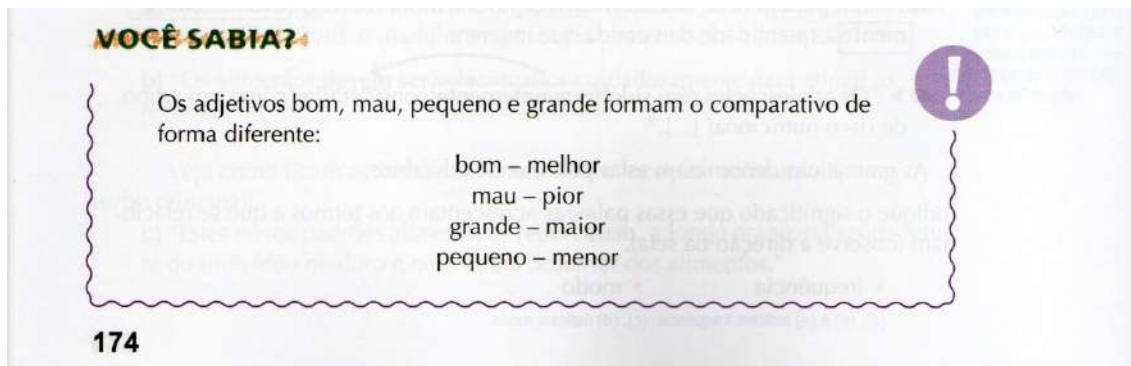 VOCÊ SABIA?
Os adjetivos bom, mau, pequeno e grande formam o comparativo de
forma diferente:
bom – melhor
mau – pior
grande – maior
pequeno – menor
174